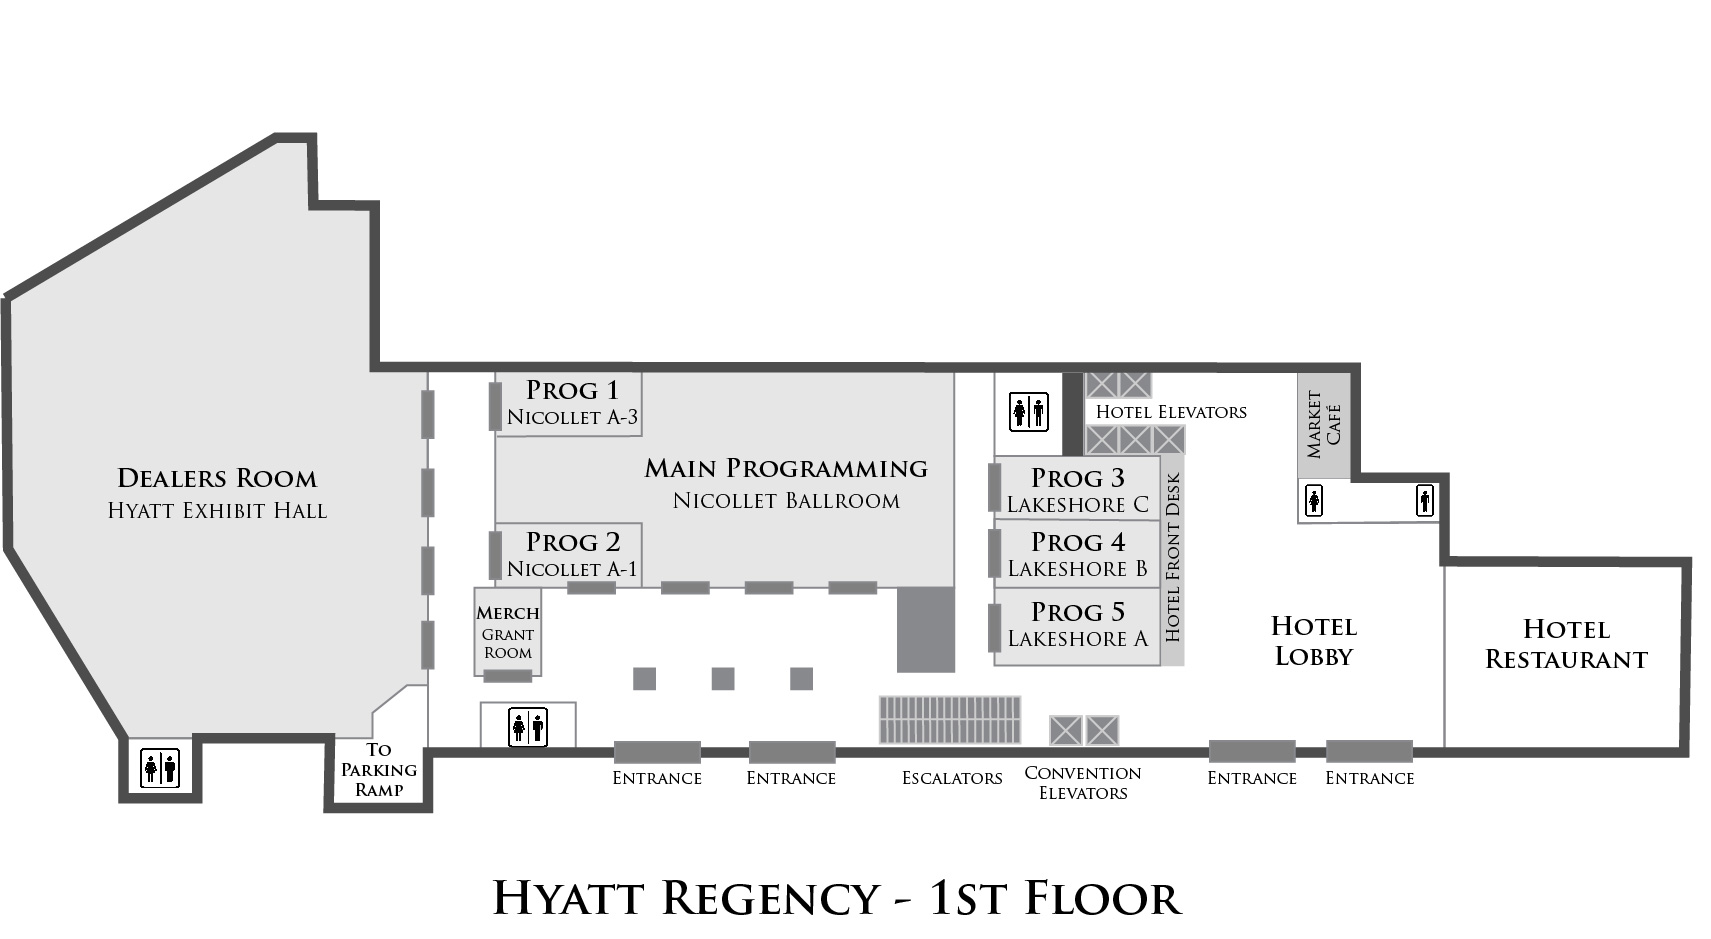 Dealers Room
Hyatt Exhibit Hall
Prog 1
Nicollet A-3
Main Programming
Nicollet Ballroom
Prog 2
Nicollet A-1
Merch
Grant
Room
Hotel Elevators
Prog 3
Lakeshore C
Prog 4
Lakeshore B
Prog 5
Lakeshore A
Hotel Front Desk
Market
Café
Hotel
Lobby
Hotel
Restaurant
To
Parking
Ramp
Entrance
Entrance
Escalators
Convention
Elevators
Entrance
Entrance
Hyatt Regency - 1st Floor